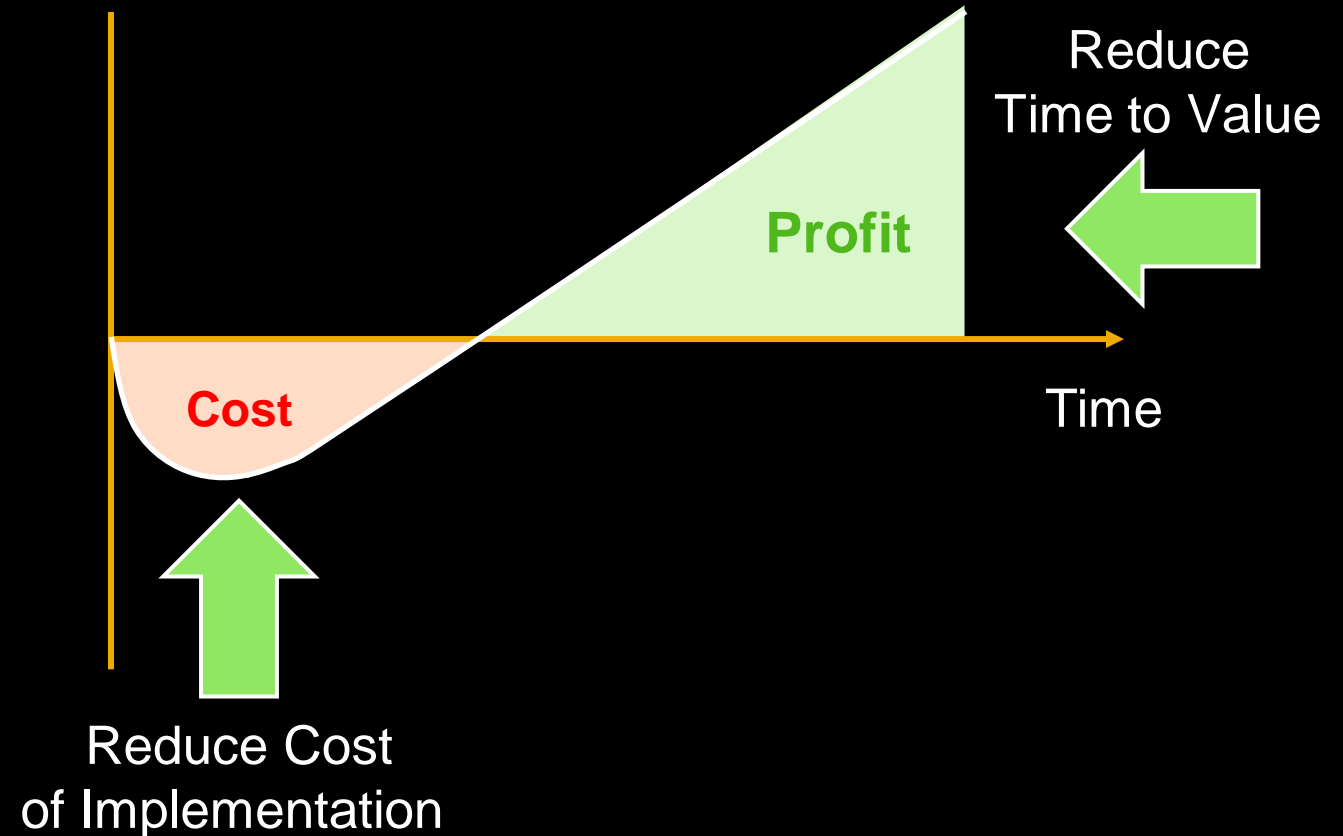 Reduce
Time to Value
Profit
Cost
Time
Reduce Cost
of Implementation